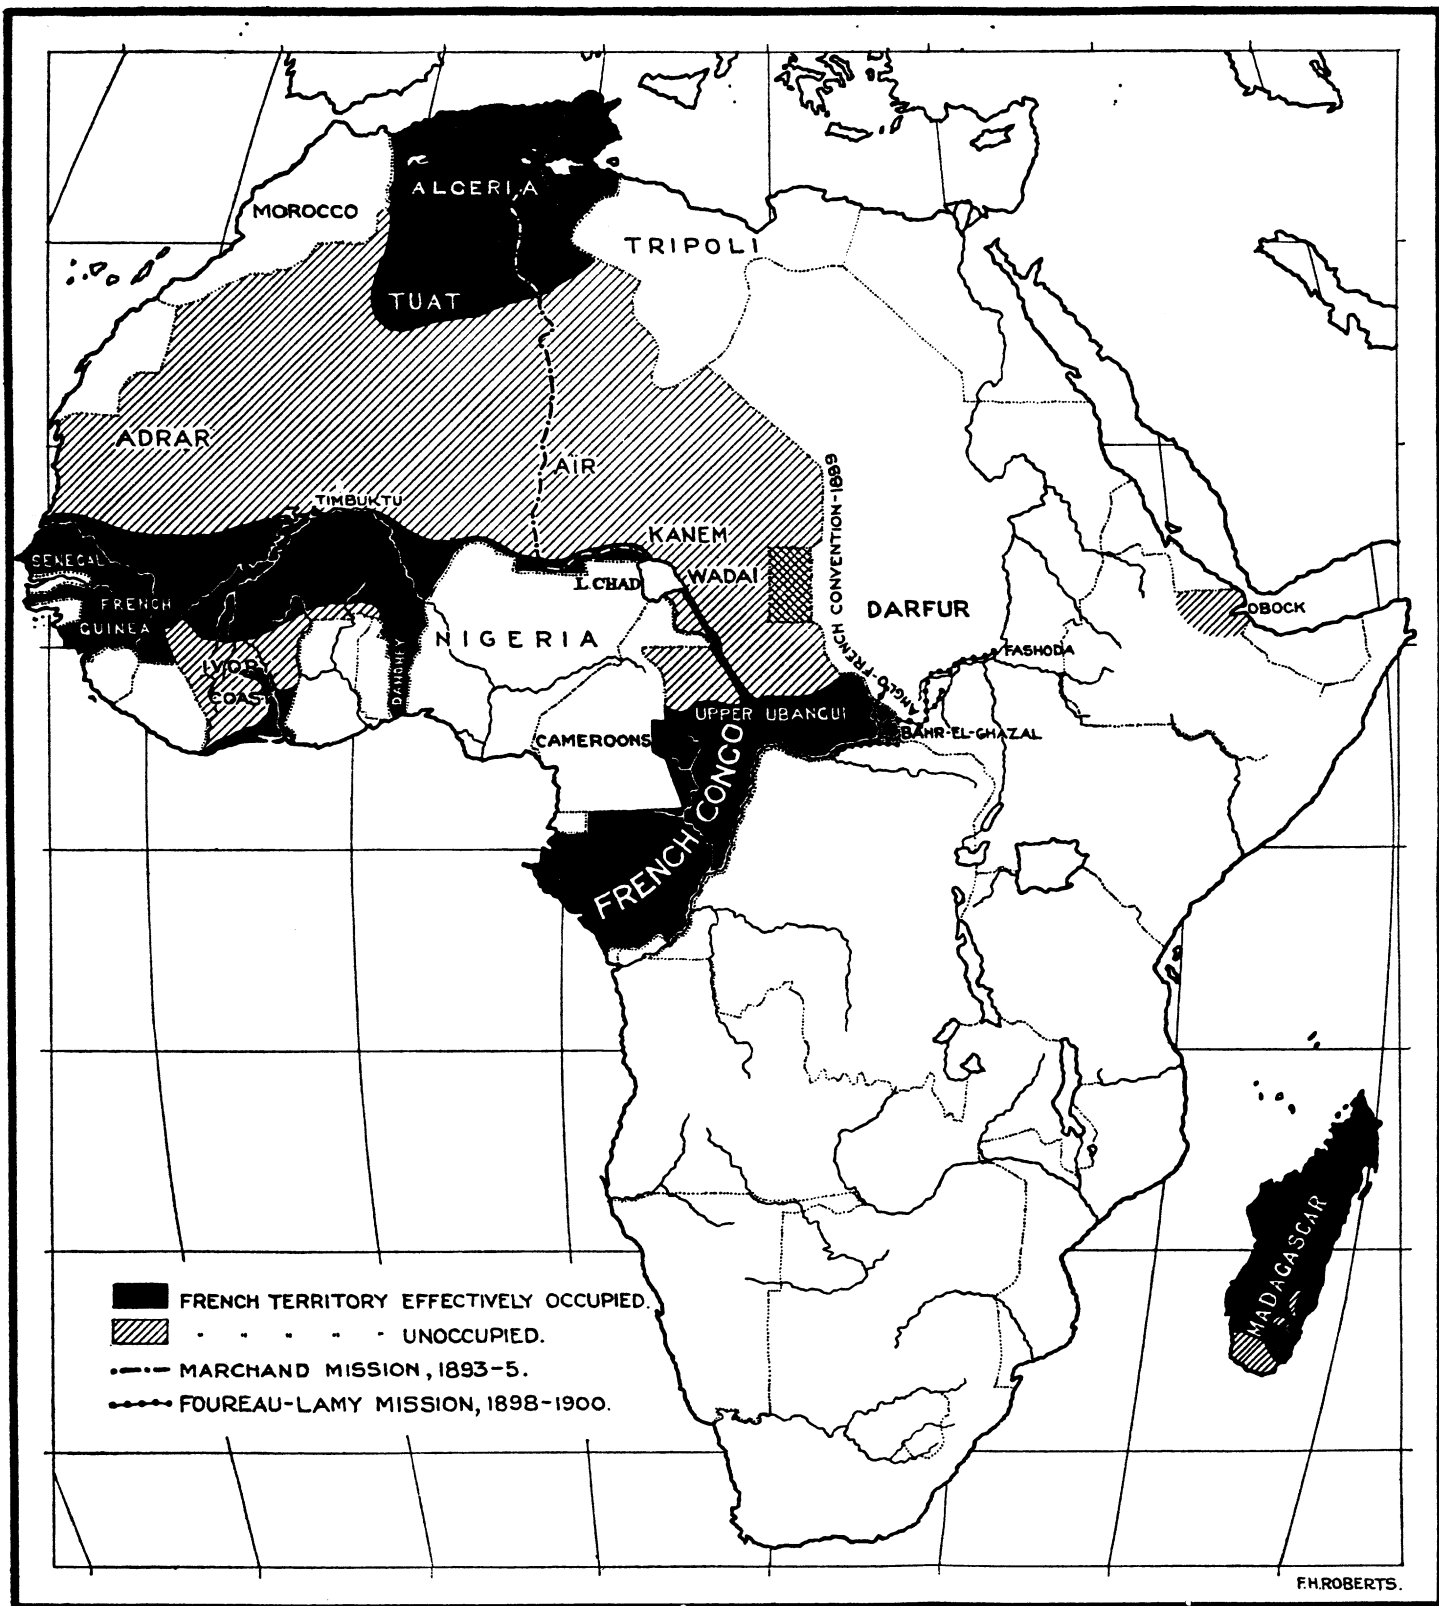 ALGERIA
MOROCCO
TRIPOLI
TUAT
ADRAR
AIR
TIMBUKTU
ANGLO-FRENCH CONVENTION-1899
KANEM
SENEGAL
L. CHAD
WADAI
FRENCH
GUINEA
DARFUR
OBOCK
NIGERIA
FASHODA
IVORY
COAST
DAHOMEY
UPPER UBANGUI
BAHR-EL-GHAZAL
CAMEROONS
FRENCH CONGO
MADAGASCAR
FRENCH TERRITORY EFFECTIVELY OCCUPIED.
" " " " " UNOCCUPIED.
MARCHAND MISSION, 1893-5.
FOUREAU-LAMY MISSION, 1898-1900.
F.H.ROBERTS.